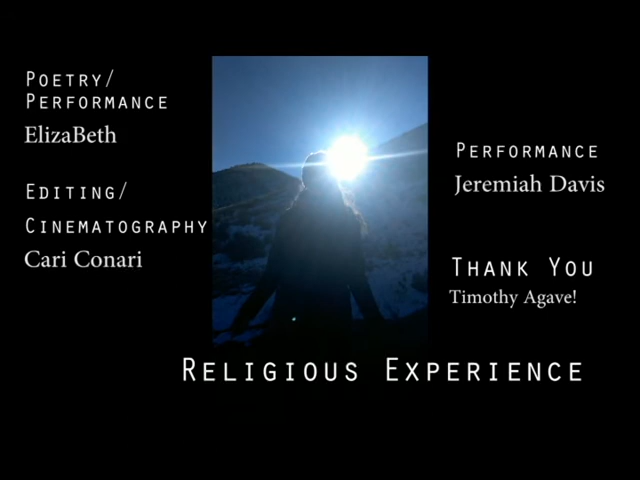 Poetry/
Performance
ElizaBeth
Editing/
Cinematography
Cari Conari
Performance
Jeremiah Davis
Thank You
Timothy Agave!
Religious Experience